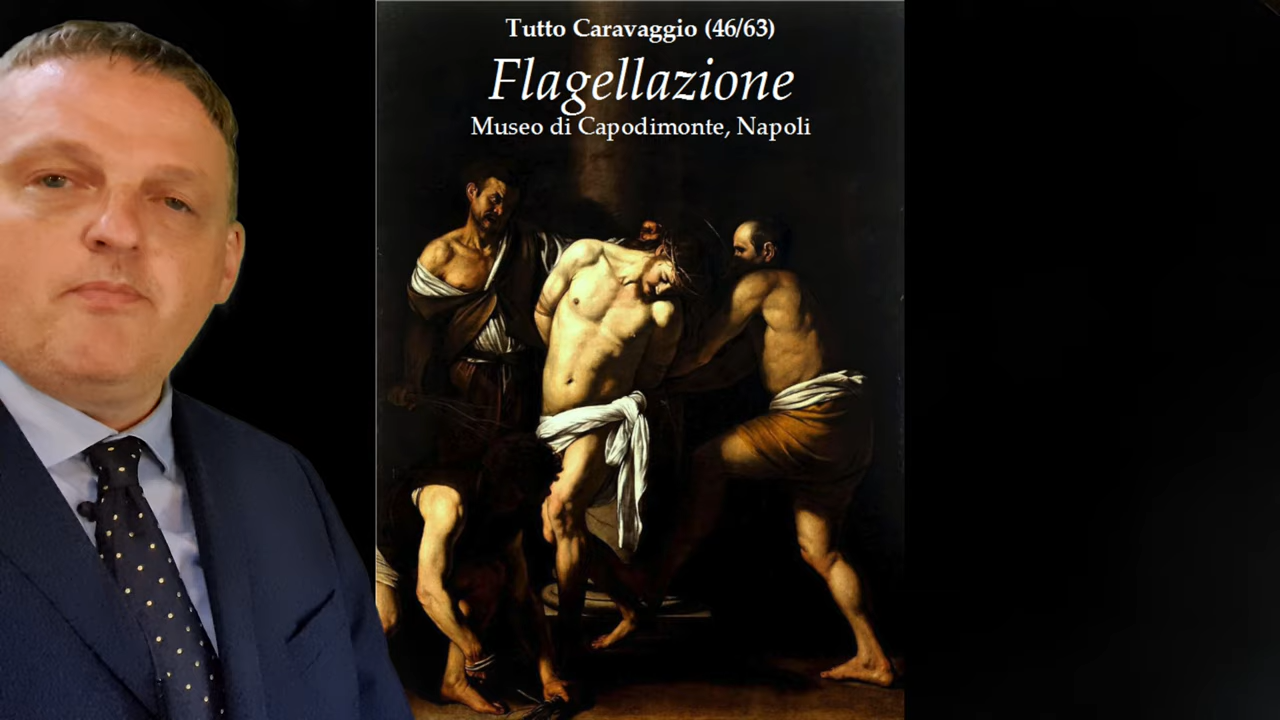 Tutto Caravaggio (46/63)
Flagellazione
Museo di Capodimonte, Napoli